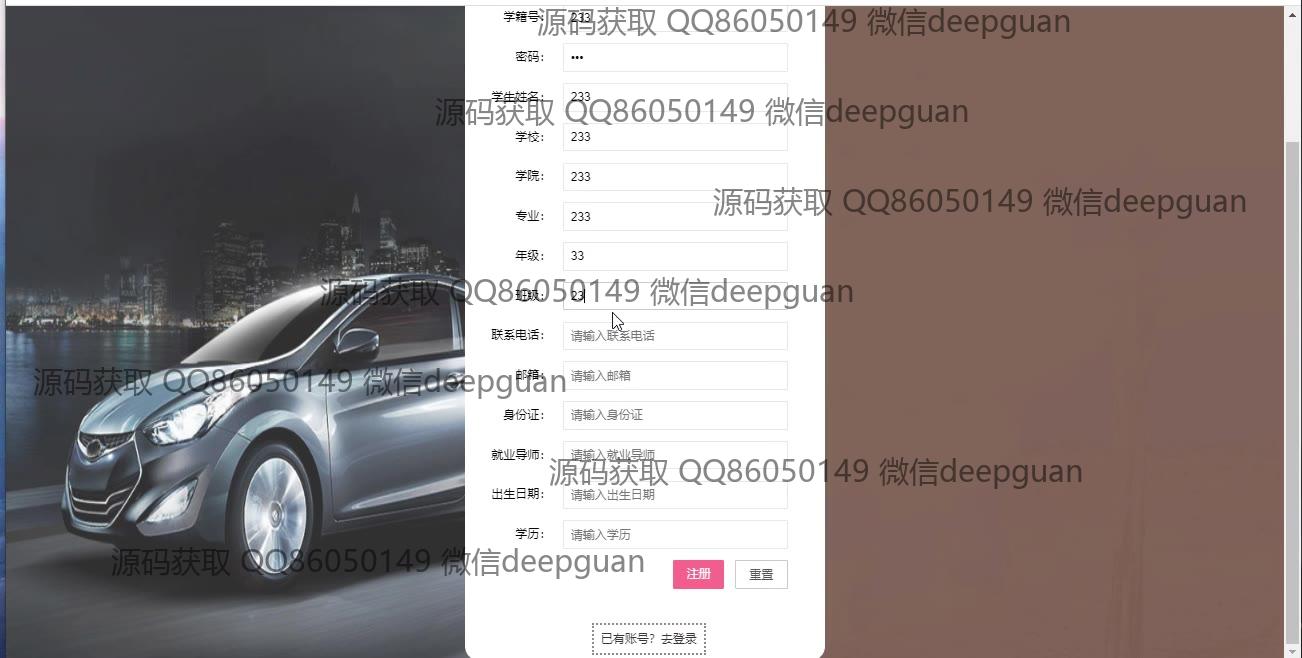 学籍号： 233
源码获取 QQ86050149 微信deepguan
密码： •••
学生姓名： 233
源码获取 QQ86050149 微信deepguan
学校： 233
学院： 233
源码获取 QQ86050149 微信deepguan
专业： 233
年级： 33
源码获取 QQ86050149 微信deepguan
班级： 23
联系电话： 请输入联系电话
源码获取 QQ86050149 微信deepguan
邮箱： 请输入邮箱
身份证： 请输入身份证
就业导师： 请输入就业导师
源码获取 QQ86050149 微信deepguan
出生日期： 请输入出生日期
学历： 请输入学历
源码获取 QQ86050149 微信deepguan
注册 重置
已有账号？去登录